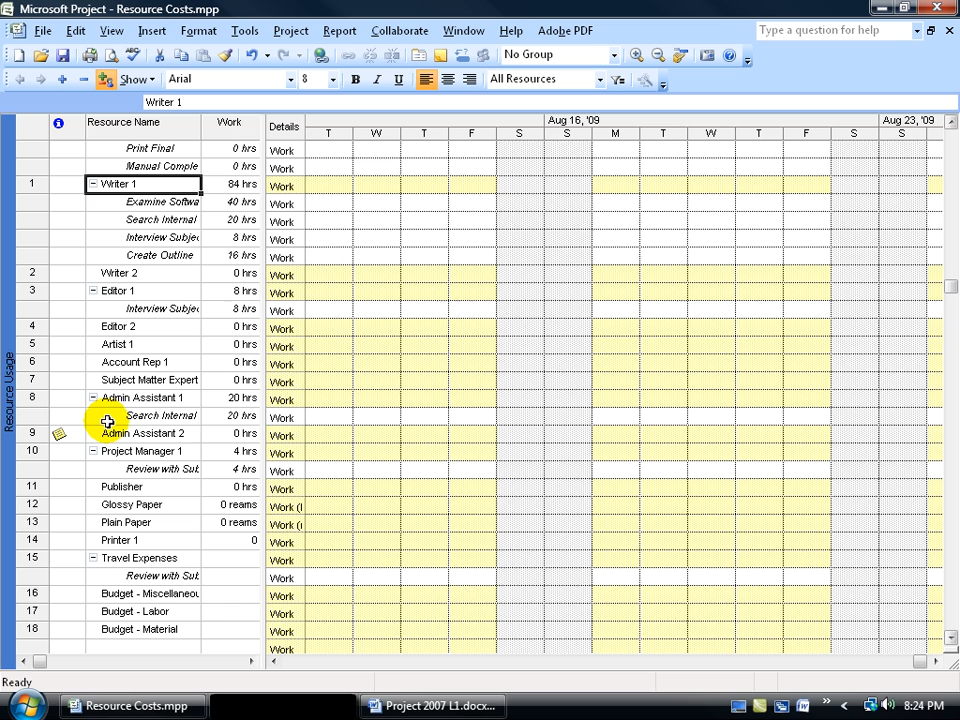 Microsoft Project - Resource Costs.mpp
File Edit View Insert Format Tools Project Report Collaborate Window Help Adobe PDF Type a question for help
No Group
Show Arial 8 B I U All Resources
Writer 1
Resource Name Work Details Aug 16, '09 Aug 23, '09
T W T F S S M T W T F S S
Print Final 0 hrs Work
Manual Comple 0 hrs Work
1 Writer 1 84 hrs Work
Examine Softwa 40 hrs Work
Search Internal 20 hrs Work
Interview Subjec 8 hrs Work
Create Outline 16 hrs Work
2 Writer 2 0 hrs Work
3 Editor 1 8 hrs Work
Interview Subjec 8 hrs Work
4 Editor 2 0 hrs Work
5 Artist 1 0 hrs Work
6 Account Rep 1 0 hrs Work
7 Subject Matter Expert 0 hrs Work
8 Admin Assistant 1 20 hrs Work
Search Internal 20 hrs Work
9 Admin Assistant 2 0 hrs Work
10 Project Manager 1 4 hrs Work
Review with Sub 4 hrs Work
11 Publisher 0 hrs Work
12 Glossy Paper 0 reams Work (
13 Plain Paper 0 reams Work (
14 Printer 1 0 Work
15 Travel Expenses Work
Review with Sub Work
16 Budget - Miscellaneou Work
17 Budget - Labor Work
18 Budget - Material Work
Work
Resource Usage
Ready
Resource Costs.mpp Project 2007 L1.docx... 8:24 PM